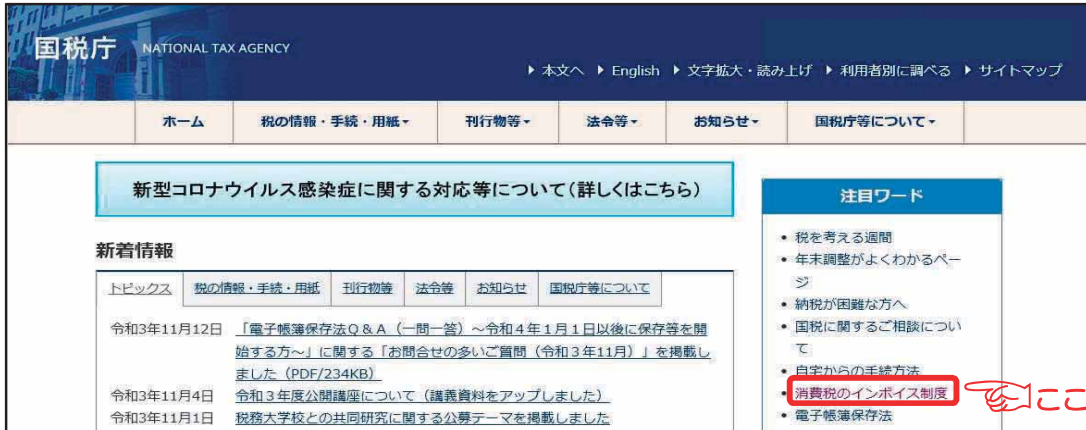 国税庁 NATIONAL TAX AGENCY
本文へ English 文字拡大・読み上げ 利用者別に調べる サイトマップ
ホーム 税の情報・手続・用紙 刊行物等 法令等 お知らせ 国税庁等について
新型コロナウイルス感染症に関する対応等について(詳しくはこちら)
新着情報
トピックス 税の情報・手続・用紙 刊行物等 法令等 お知らせ 国税庁等について
令和3年11月12日 「電子帳簿保存法Q&A(一問一答)~令和4年1月1日以後に保存等を開
始する方~」に関する「お問合せの多いご質問(令和3年11月)」を掲載し
ました(PDF/234KB)
令和3年11月4日 令和3年度公開講座について(講義資料をアップしました)
令和3年11月1日 税務大学校との共同研究に関する公募テーマを掲載しました
注目ワード
• 税を考える週間
• 年末調整がよくわかるペー
ジ
• 納税が困難な方へ
• 国税に関するご相談につい
て
• 自宅からの手続方法
• 消費税のインボイス制度
ここ
• 電子帳簿保存法